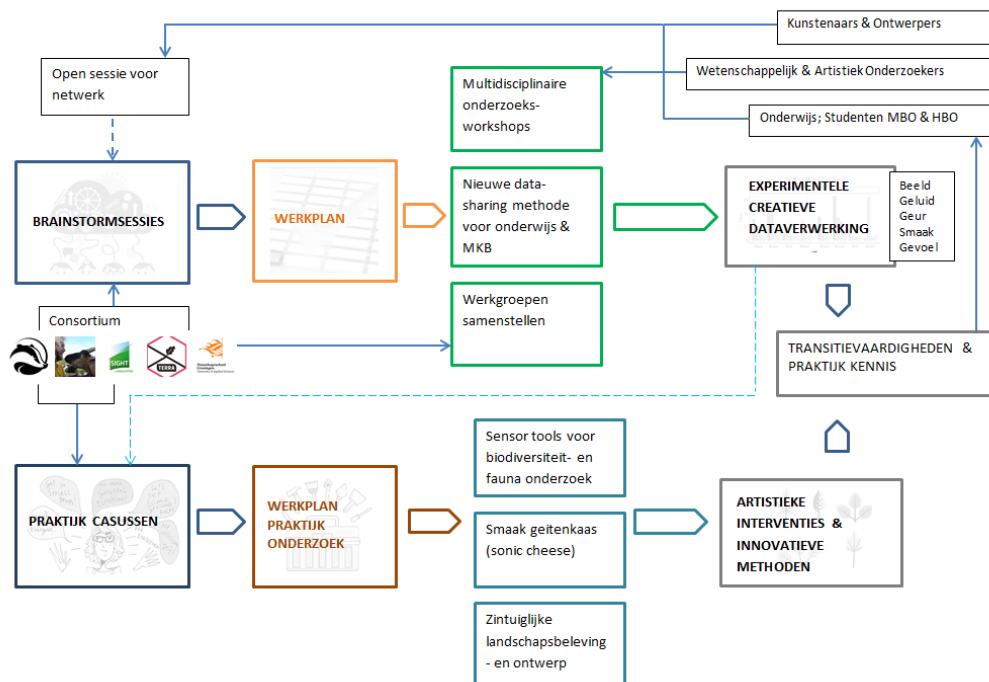 Kunstenaars & Ontwerpers
Wetenschappelijk & Artistiek Onderzoekers
Onderwijs; Studenten MBO & HBO
Open sessie voor
netwerk
Multidisciplinaire
onderzoeks-
workshops
BRAINSTORMSESSIES
WERKPLAN
Nieuwe data-
sharing methode
voor onderwijs &
MKB
EXPERIMENTELE
CREATIEVE
DATAVERWERKING
Beeld
Geluid
Geur
Smaak
Gevoel
Werkgroepen
samenstellen
Consortium
SIGHT
TERRA
TRANSITIEVAARDIGHEDEN &
PRAKTIJK KENNIS
PRAKTIJK CASUSSEN
WERKPLAN
PRAKTIJK
ONDERZOEK
Sensor tools voor
biodiversiteit- en
fauna onderzoek
Smaak geitenkaas
(sonic cheese)
Zintuiglijke
landschapsbeleving
- en ontwerp
ARTISTIEKE
INTERVENTIES &
INNOVATIEVE
METHODEN